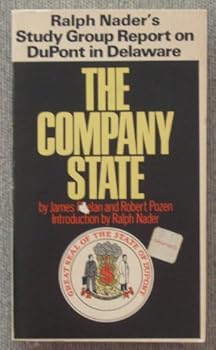 Ralph Nader's
Study Group Report on
DuPont in Delaware
THE
COMPANY
STATE
by James Phelan and Robert Pozen
Introduction by Ralph Nader
GREAT SEAL OF THE STATE OF DUPONT